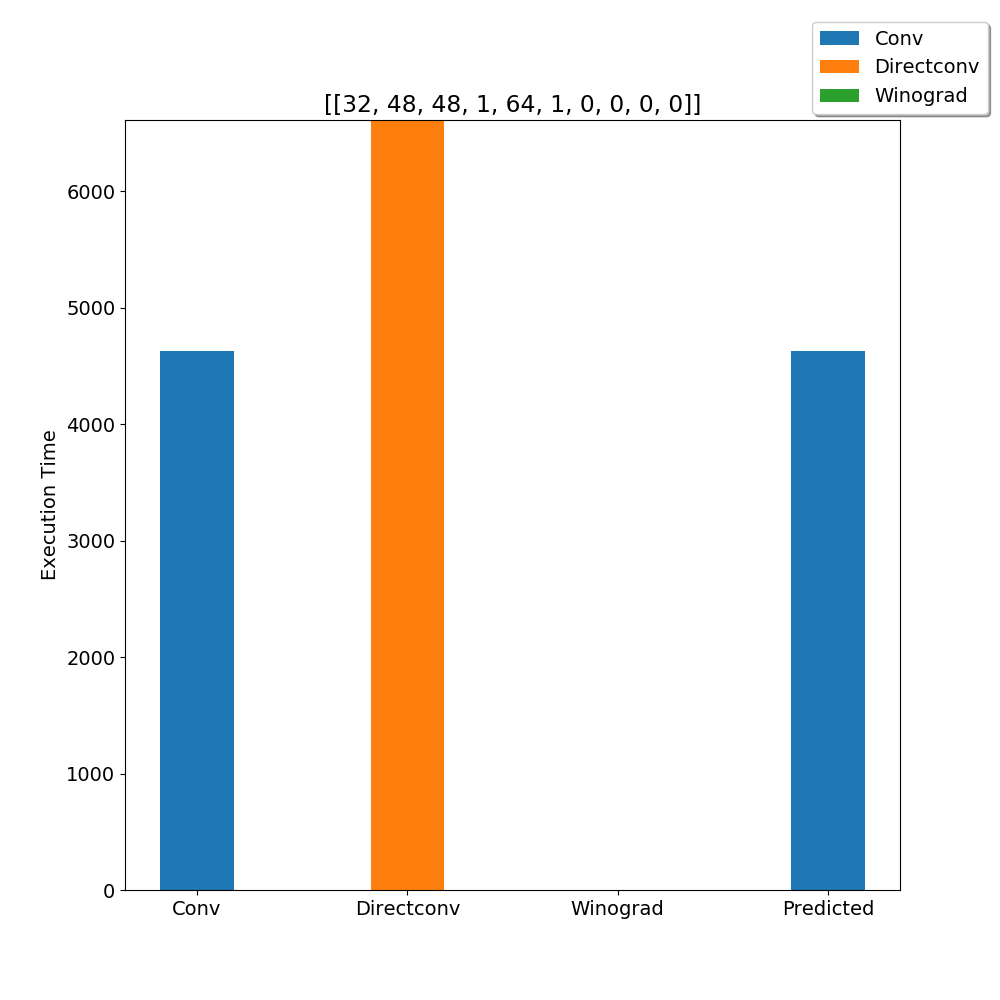 Conv
Directconv
Winograd
[[32, 48, 48, 1, 64, 1, 0, 0, 0, 0]]
6000
5000
4000
3000
2000
1000
0
Execution Time
Conv Directconv Winograd Predicted